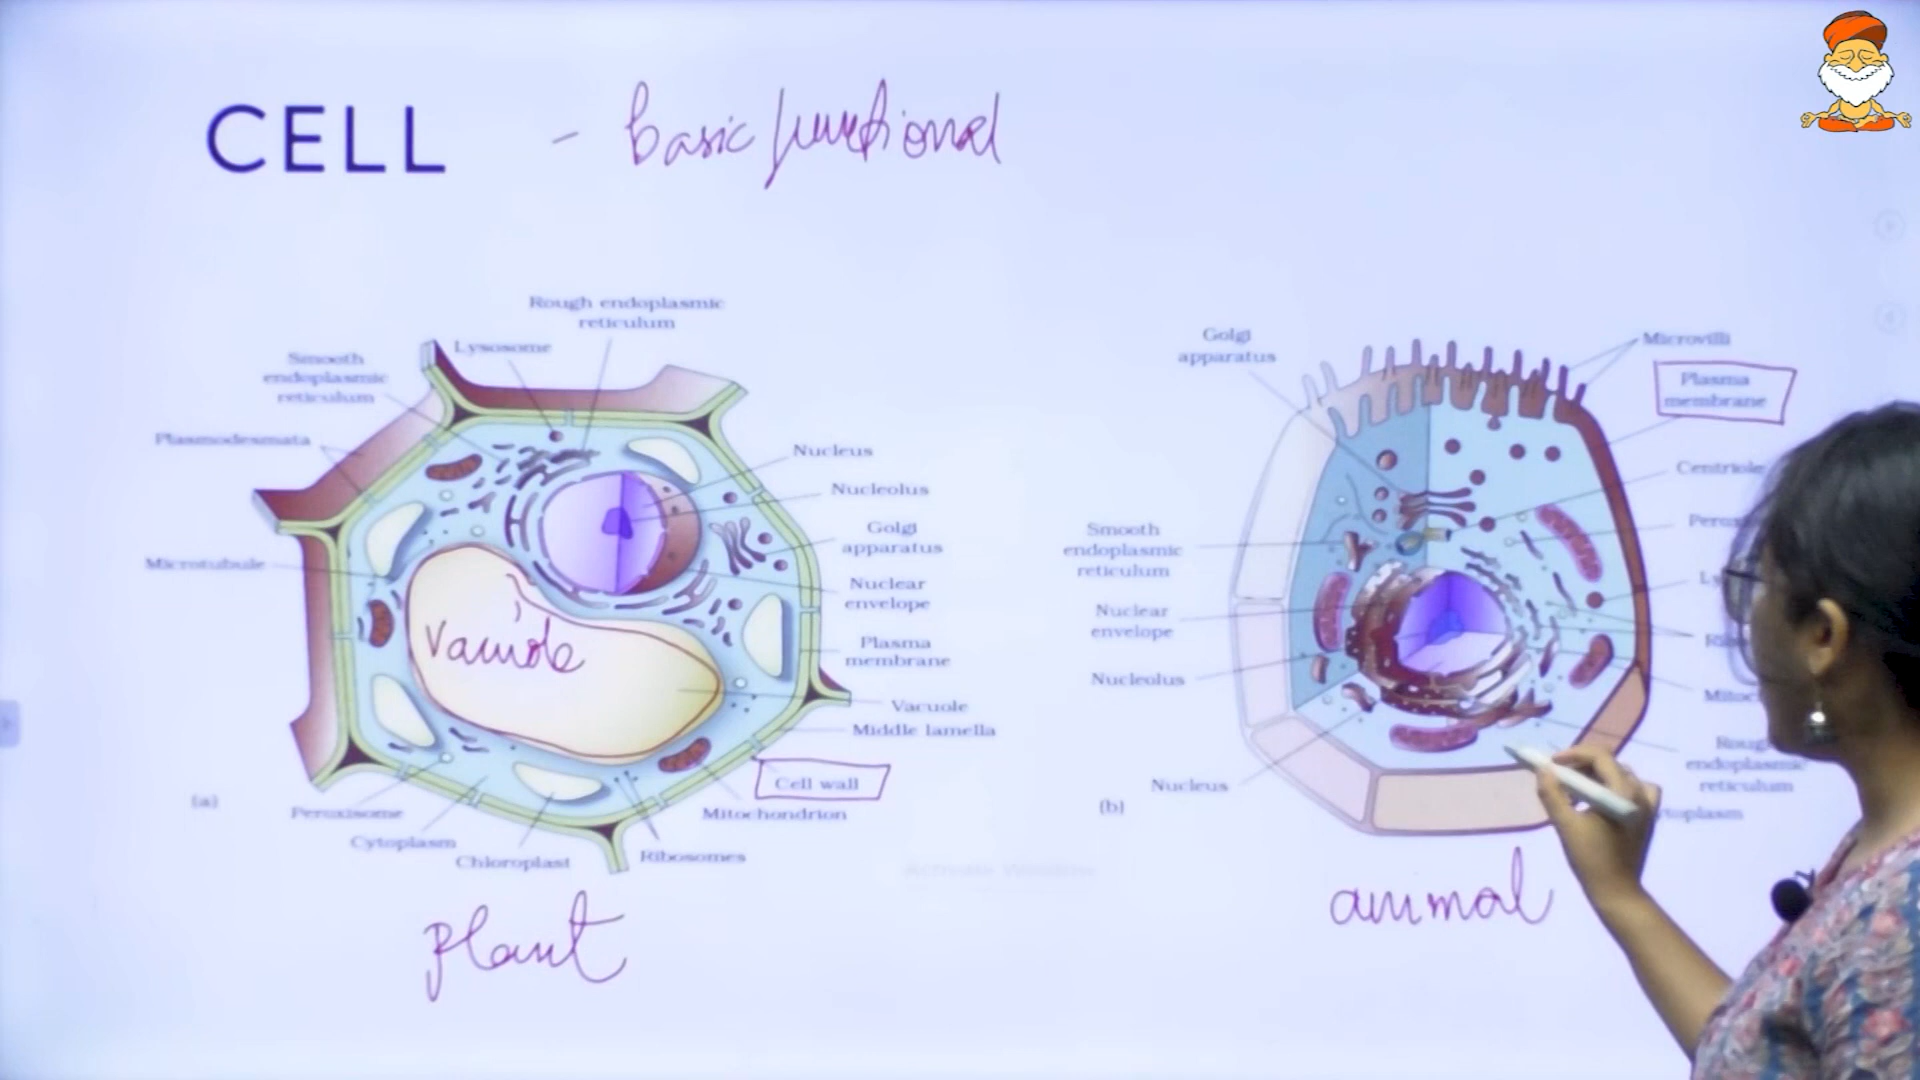 CELL - basic functional
Rough endoplasmic
reticulum
Lysosome
Smooth
endoplasmic
reticulum
Plasmodesmata
Microtubule
Nucleus
Nucleolus
Golgi
apparatus
Nuclear
envelope
Plasma
membrane
Vacuole
Vacuole
Middle lamella
Cell wall
Mitochondrion
Ribosomes
Chloroplast
Cytoplasm
Peroxisome
(a)
plant
Golgi
apparatus
Microvilli
Plasma
membrane
Centriole
Smooth
endoplasmic
reticulum
Nuclear
envelope
Nucleolus
Nucleus
endoplasmic
reticulum
(b)
animal